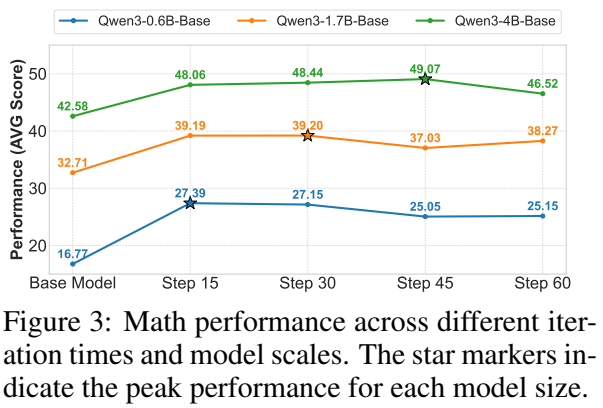 Qwen3-0.6B-Base Qwen3-1.7B-Base Qwen3-4B-Base
Performance (AVG Score)
50
40
30
20
42.58 48.06 48.44 49.07 46.52
32.71 39.19 39.20 37.03 38.27
16.77 27.39 27.15 25.05 25.15
Base Model Step 15 Step 30 Step 45 Step 60
Figure 3: Math performance across different iter-
ation times and model scales. The star markers in-
dicate the peak performance for each model size.